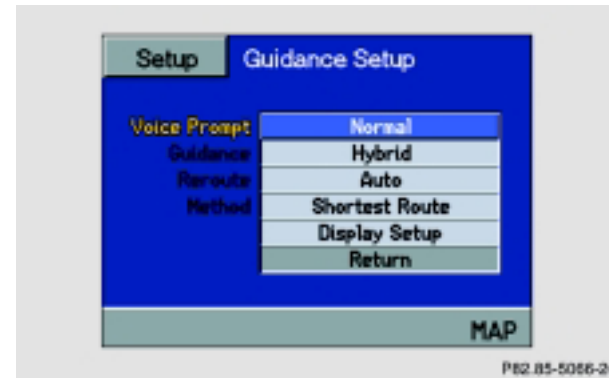 Setup Guidance Setup
Voice Prompt Normal
Guidance Hybrid
Reroute Auto
Method Shortest Route
Display Setup
Return
MAP
P82.85-5066-2